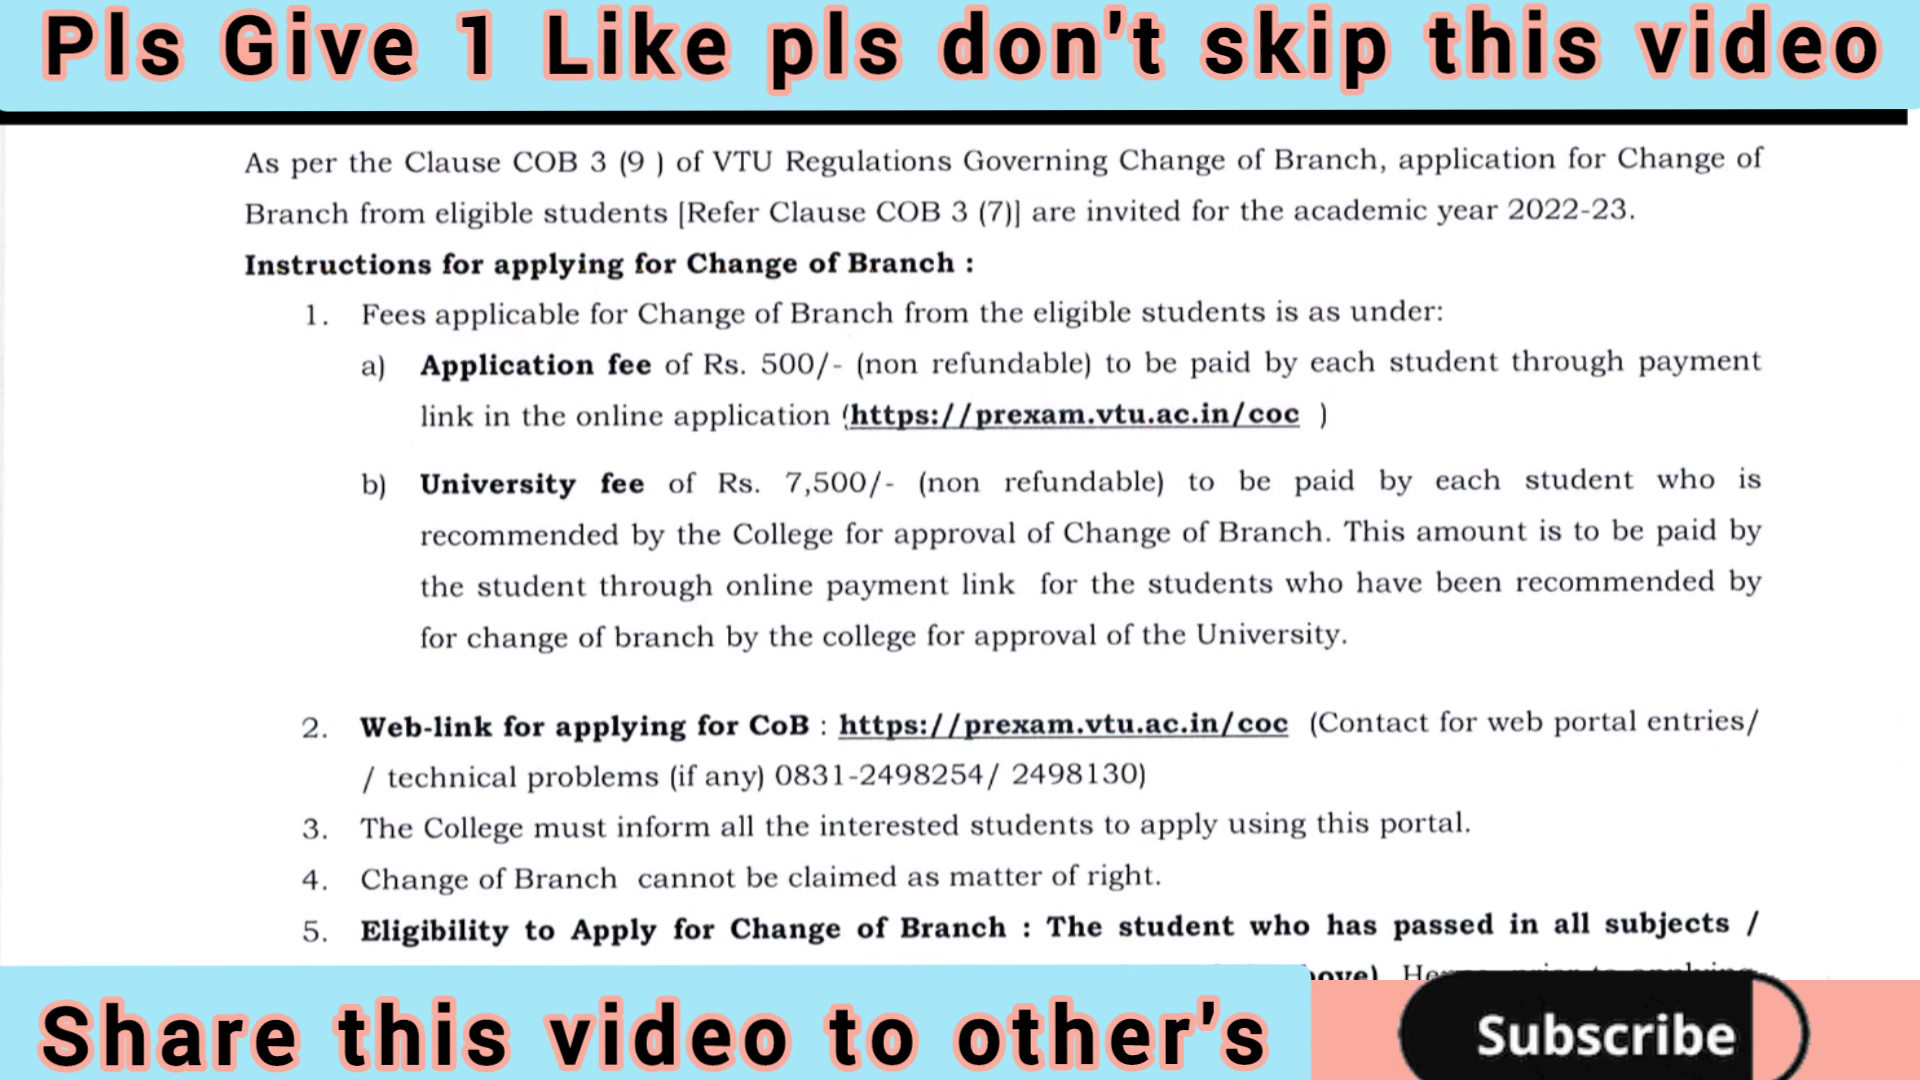 Pls Give 1 Like pls don't skip this video
As per the Clause COB 3 (9 ) of VTU Regulations Governing Change of Branch, application for Change of
Branch from eligible students [Refer Clause COB 3 (7)] are invited for the academic year 2022-23.
Instructions for applying for Change of Branch :
1. Fees applicable for Change of Branch from the eligible students is as under:
a) Application fee of Rs. 500/- (non refundable) to be paid by each student through payment
link in the online application (https://prexam.vtu.ac.in/coc )
b) University fee of Rs. 7,500/- (non refundable) to be paid by each student who is
recommended by the College for approval of Change of Branch. This amount is to be paid by
the student through online payment link for the students who have been recommended by
for change of branch by the college for approval of the University.
2. Web-link for applying for CoB : https://prexam.vtu.ac.in/coc (Contact for web portal entries/
/ technical problems (if any) 0831-2498254/ 2498130)
3. The College must inform all the interested students to apply using this portal.
4. Change of Branch cannot be claimed as matter of right.
5. Eligibility to Apply for Change of Branch : The student who has passed in all subjects /
Share this video to other's
Subscribe